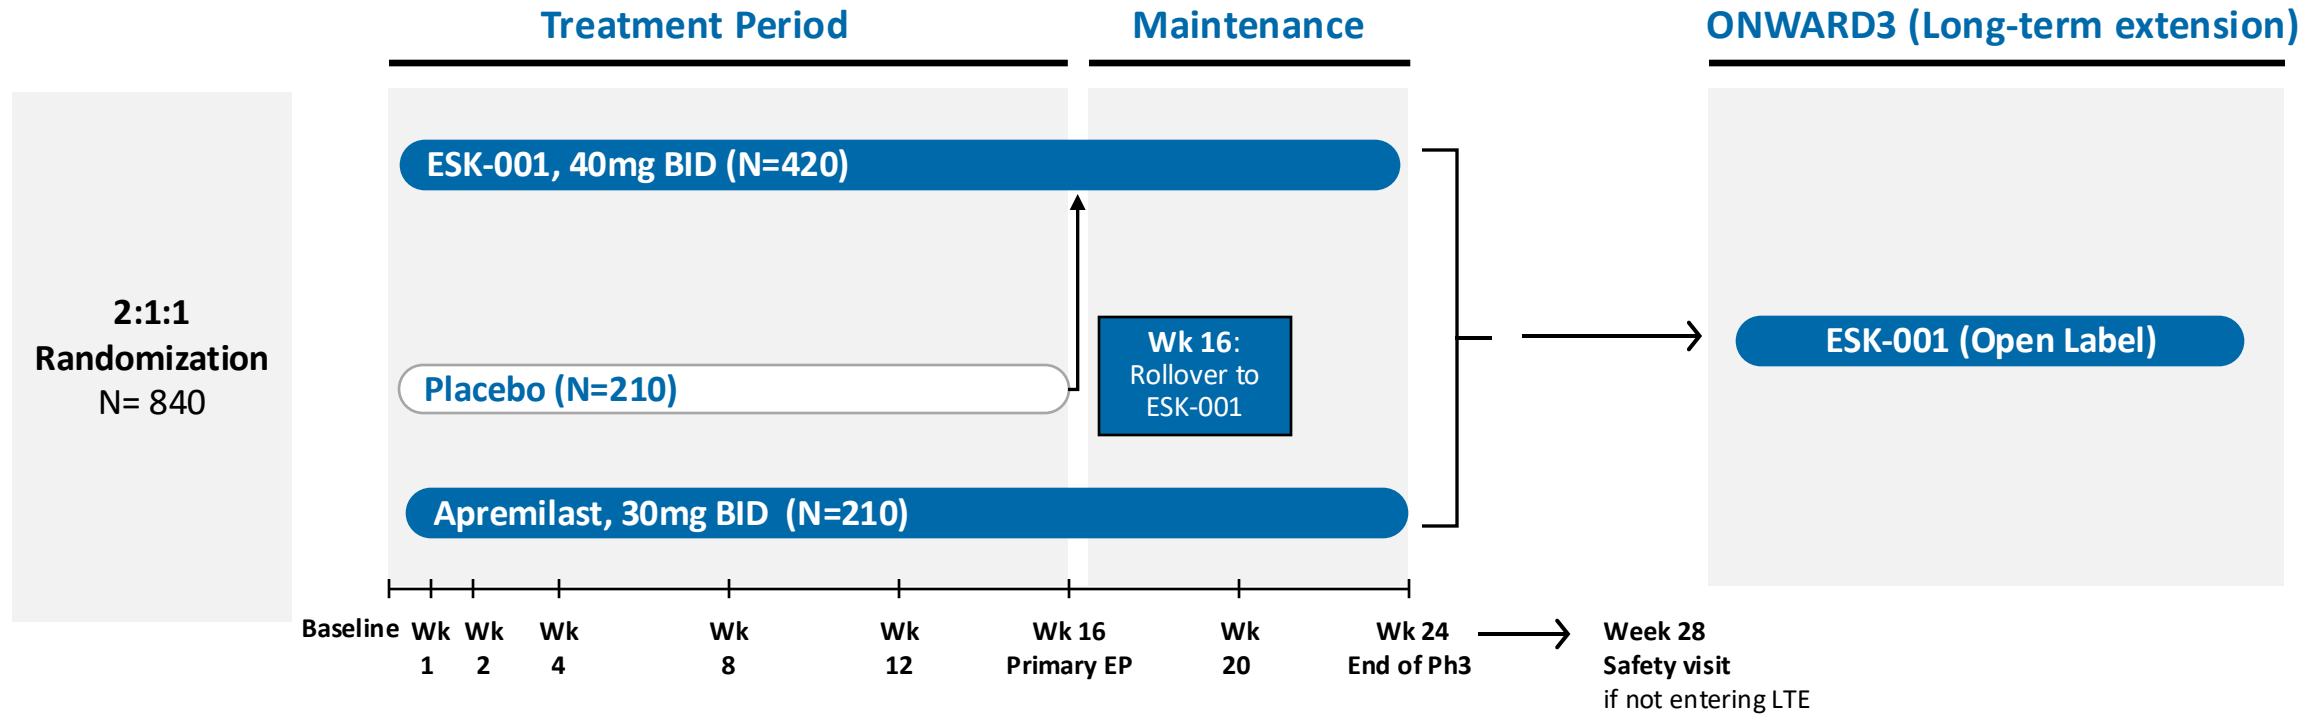 Treatment Period
Maintenance
ONWARD3 (Long-term extension)
2:1:1
Randomization
N= 840
ESK-001, 40mg BID (N=420)
Placebo (N=210)
Wk 16:
Rollover to
ESK-001
Apremilast, 30mg BID  (N=210)
ESK-001 (Open Label)
Baseline
Wk
1
Wk
2
Wk
4
Wk
8
Wk
12
Wk 16
Primary EP
Wk
20
Wk 24
End of Ph3
Week 28
Safety visit
if not entering LTE